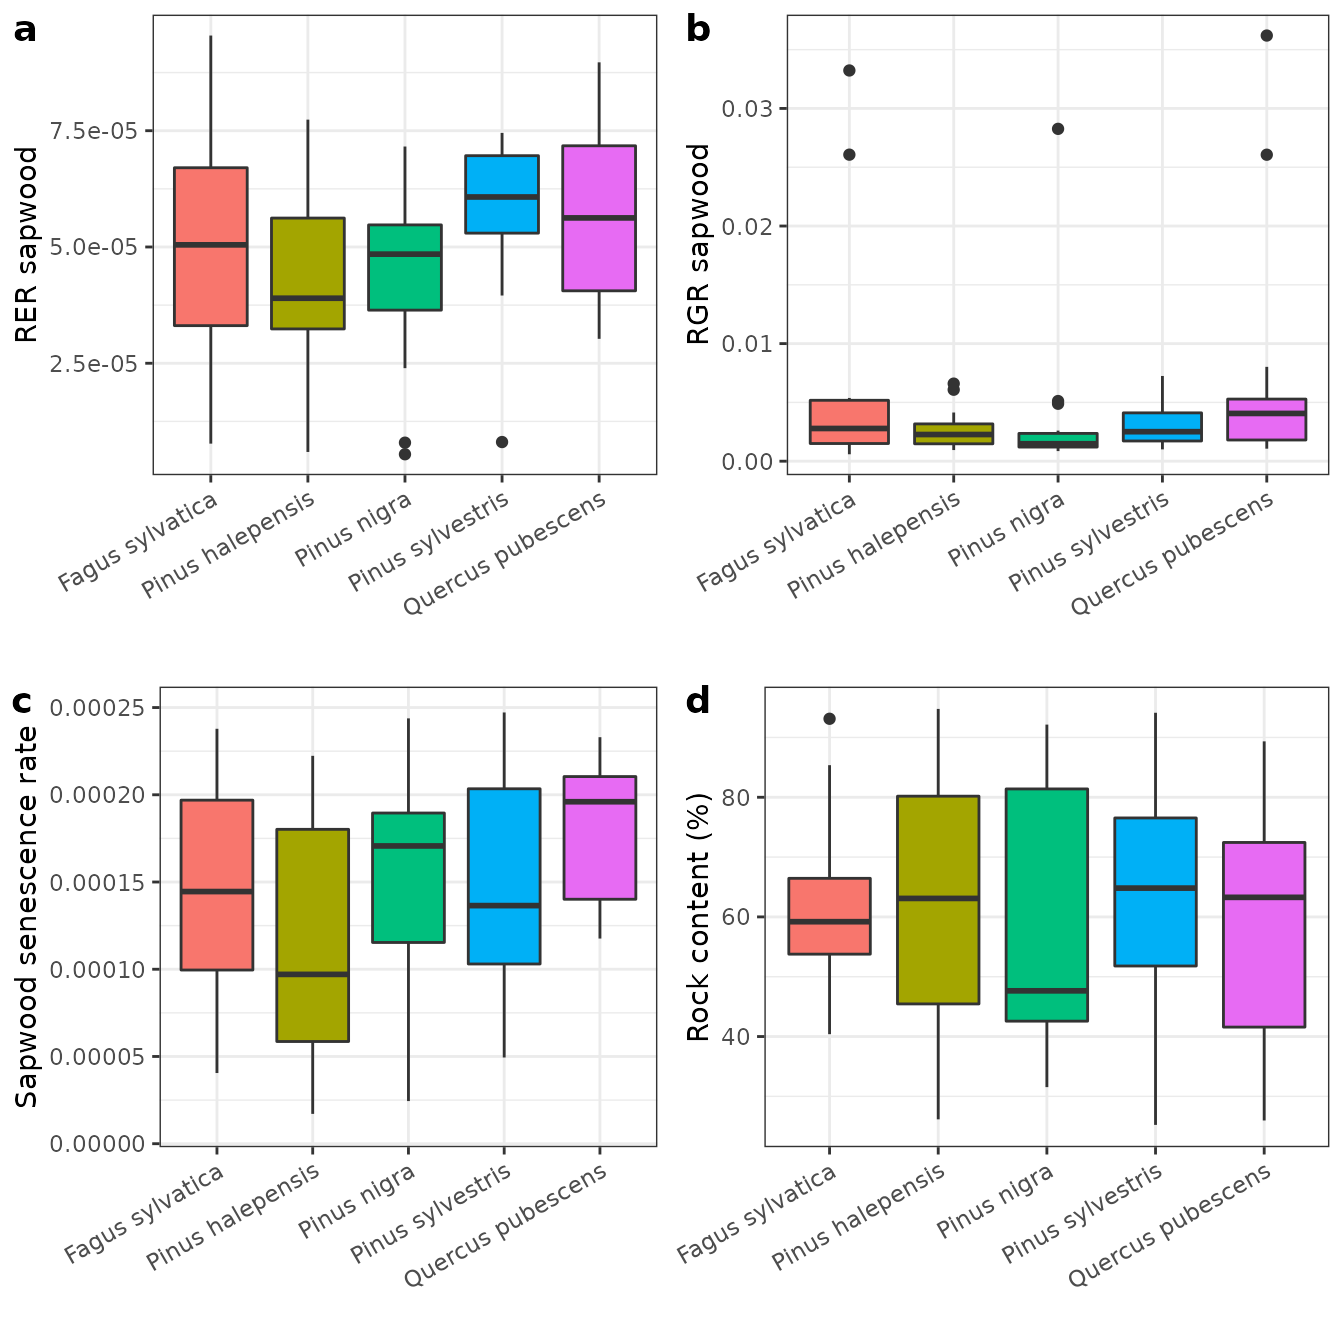 a
RER sapwood
7.5e-05
5.0e-05
2.5e-05
Fagus sylvatica
Pinus halepensis
Pinus nigra
Pinus sylvestris
Quercus pubescens
b
RGR sapwood
0.03
0.02
0.01
0.00
Fagus sylvatica
Pinus halepensis
Pinus nigra
Pinus sylvestris
Quercus pubescens
c
Sapwood senescence rate
0.00025
0.00020
0.00015
0.00010
0.00005
0.00000
Fagus sylvatica
Pinus halepensis
Pinus nigra
Pinus sylvestris
Quercus pubescens
d
Rock content (%)
80
60
40
Fagus sylvatica
Pinus halepensis
Pinus nigra
Pinus sylvestris
Quercus pubescens